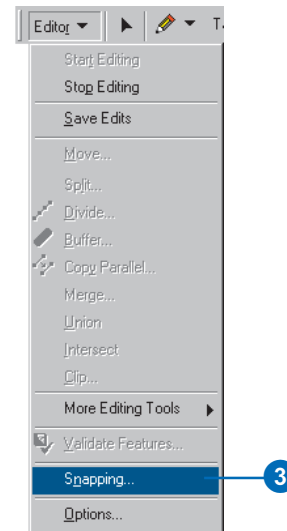 Editor T
Start Editing
Stop Editing
Save Edits
Move...
Split...
Divide...
Buffer...
Copy Parallel...
Merge...
Union
Intersect
Clip...
More Editing Tools
Validate Features...
Snapping... 3
Options...